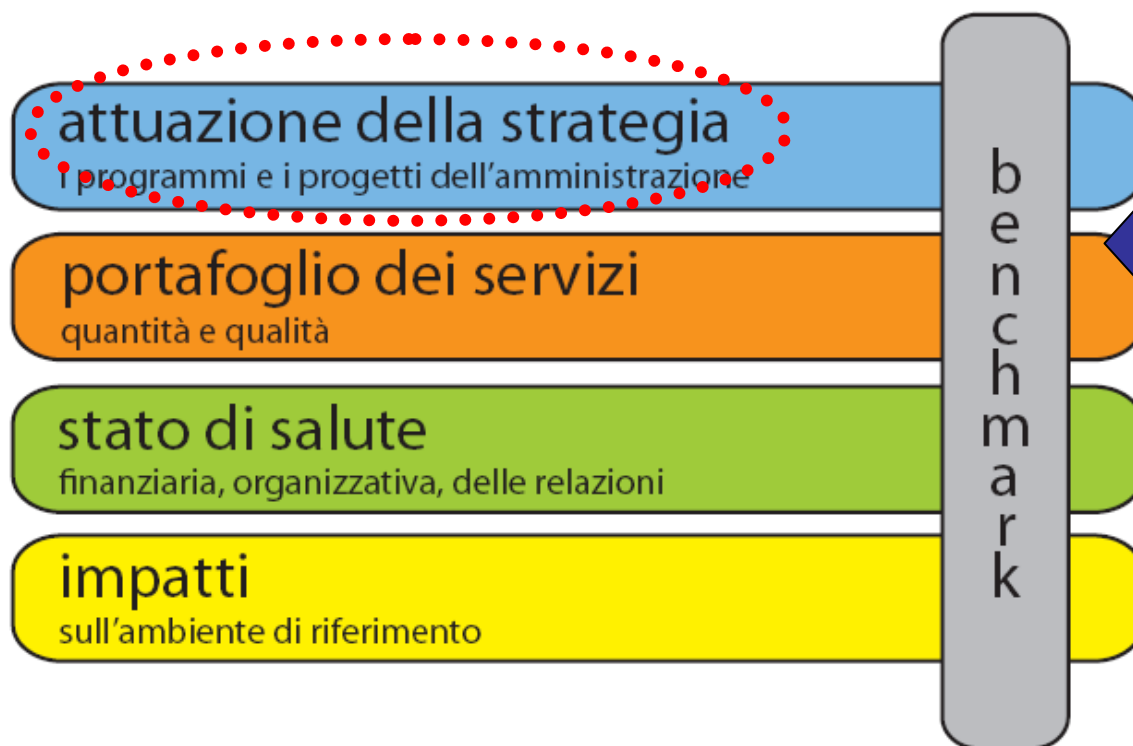 attuazione della strategia
i programmi e i progetti dell'amministrazione
portafoglio dei servizi
quantità e qualità
stato di salute
finanziaria, organizzativa, delle relazioni
impatti
sull'ambiente di riferimento
benchmark